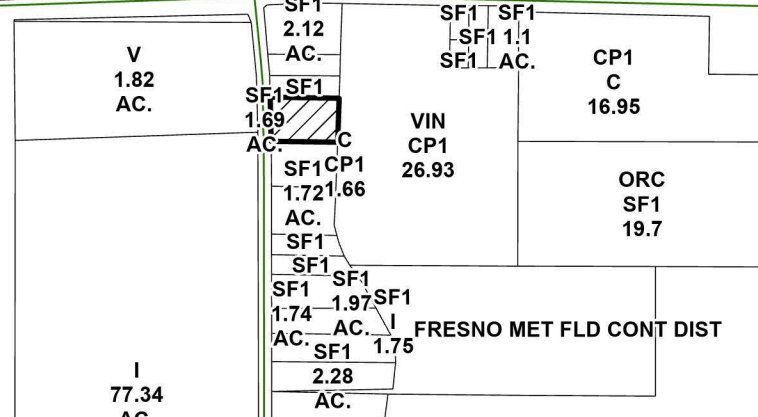 SF1
2.12
AC.
SF1
SF1
SF1
1.1
SF1
AC.
V
1.82
AC.
CP1
C
16.95
SF1
SF1
1.69
AC.
VIN
CP1
26.93
C
CP1
1.66
SF1
1.72
AC.
ORC
SF1
19.7
SF1
SF1
SF1
1.74
AC.
SF1
1.97
AC.
SF1
I
1.75
FRESNO MET FLD CONT DIST
SF1
2.28
AC.
I
77.34
AC.